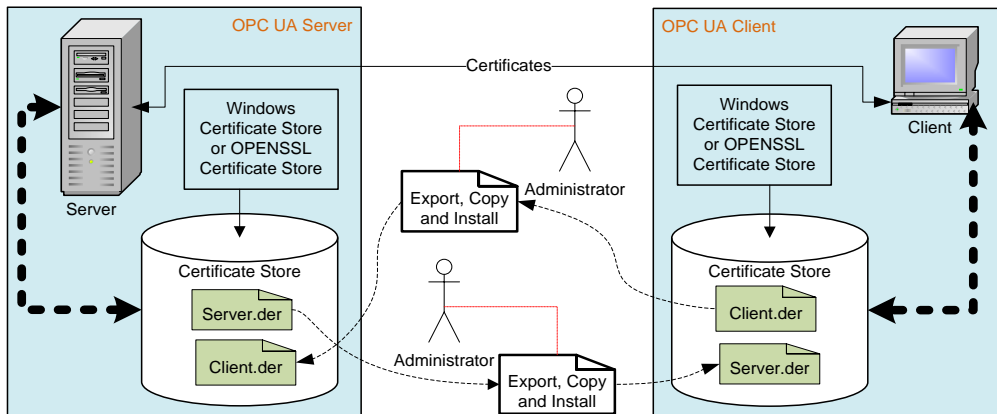 OPC UA Server
OPC UA Client
Certificates
Windows
Certificate Store
or OPENSSL
Certificate Store
Server
Administrator
Export, Copy
and Install
Windows
Certificate Store
or OPENSSL
Certificate Store
Client
Certificate Store
Server.der
Client.der
Administrator
Export, Copy
and Install
Certificate Store
Client.der
Server.der